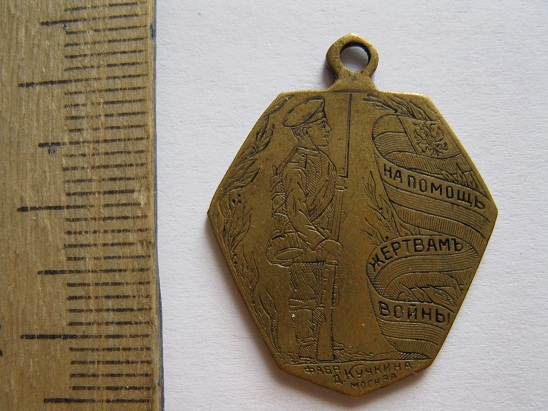 НА ПОМОЩЬ
ЖЕРТВАМЪ
ВОЙНЫ
ФАБР
Д. КУЧКИНА
МОСКВА